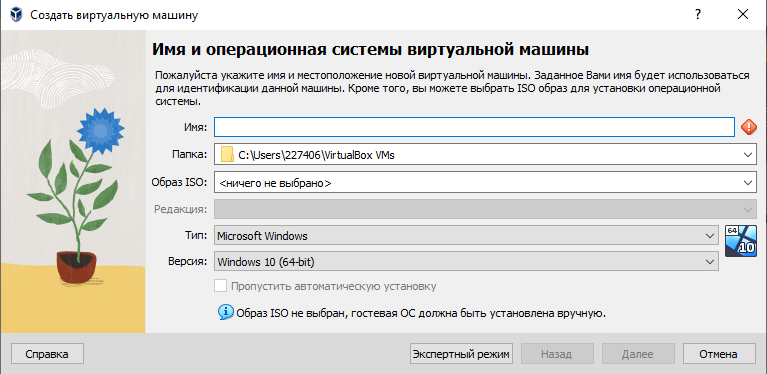 Создать виртуальную машину
?
Имя и операционная системы виртуальной машины
Пожалуйста укажите имя и местоположение новой виртуальной машины. Заданное Вами имя будет использоваться
для идентификации данной машины. Кроме того, вы можете выбрать ISO образ для установки операционной
системы.
Имя:
Папка: C:\Users\227406\VirtualBox VMs
Образ ISO: <ничего не выбрано>
Редакция:
Тип: Microsoft Windows
64
10
Версия: Windows 10 (64-bit)
Пропустить автоматическую установку
Образ ISO не выбран, гостевая ОС должна быть установлена вручную.
Справка Экспертный режим Назад Далее Отмена